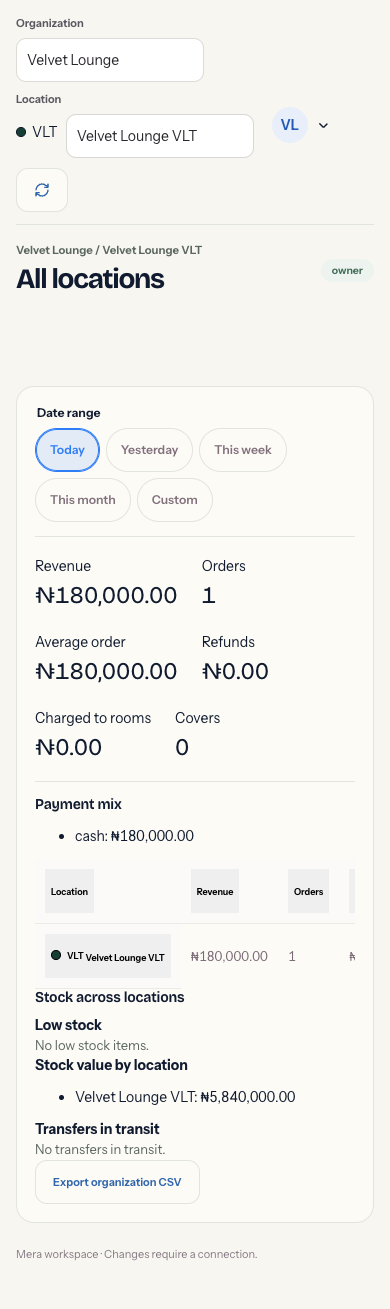 Organization
Velvet Lounge
Location
VLT
Velvet Lounge VLT
VL
Velvet Lounge / Velvet Lounge VLT
All locations
owner
Date range
Today
Yesterday
This week
This month
Custom
Revenue
Orders
₦180,000.00
1
Average order
Refunds
₦180,000.00
₦0.00
Charged to rooms
Covers
₦0.00
0
Payment mix
• cash: ₦180,000.00
Location
Revenue
Orders
VLT Velvet Lounge VLT
₦180,000.00
1
Stock across locations
Low stock
No low stock items.
Stock value by location
• Velvet Lounge VLT: ₦5,840,000.00
Transfers in transit
No transfers in transit.
Export organization CSV
Mera workspace · Changes require a connection.